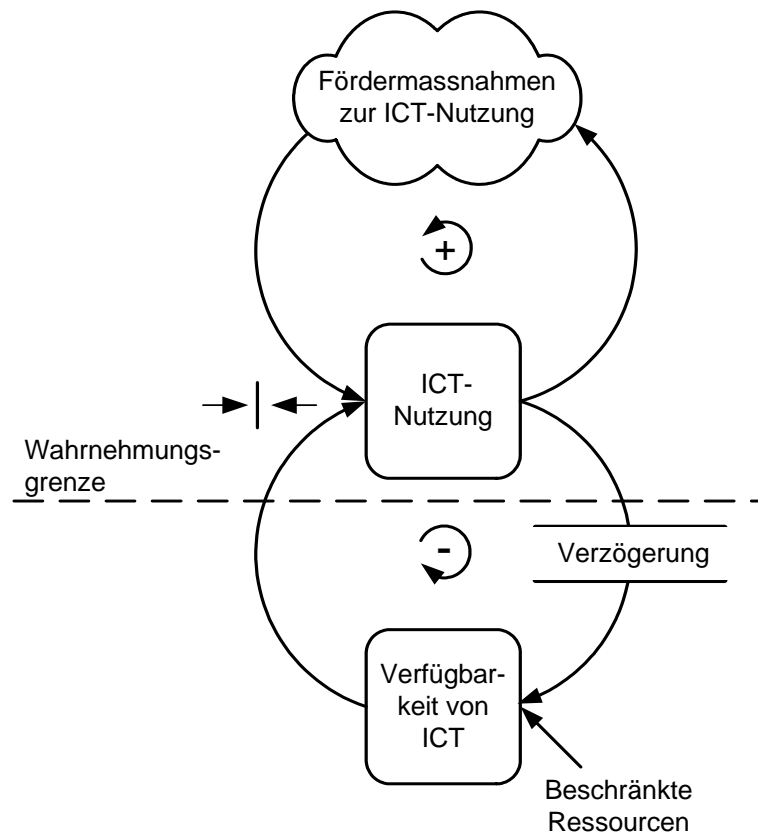 Fördermassnahmen
zur ICT-Nutzung
+
ICT-
Nutzung
Wahrnehmungs-
grenze
-
Verzögerung
Verfügbar-
keit von
ICT
Beschränkte
Ressourcen